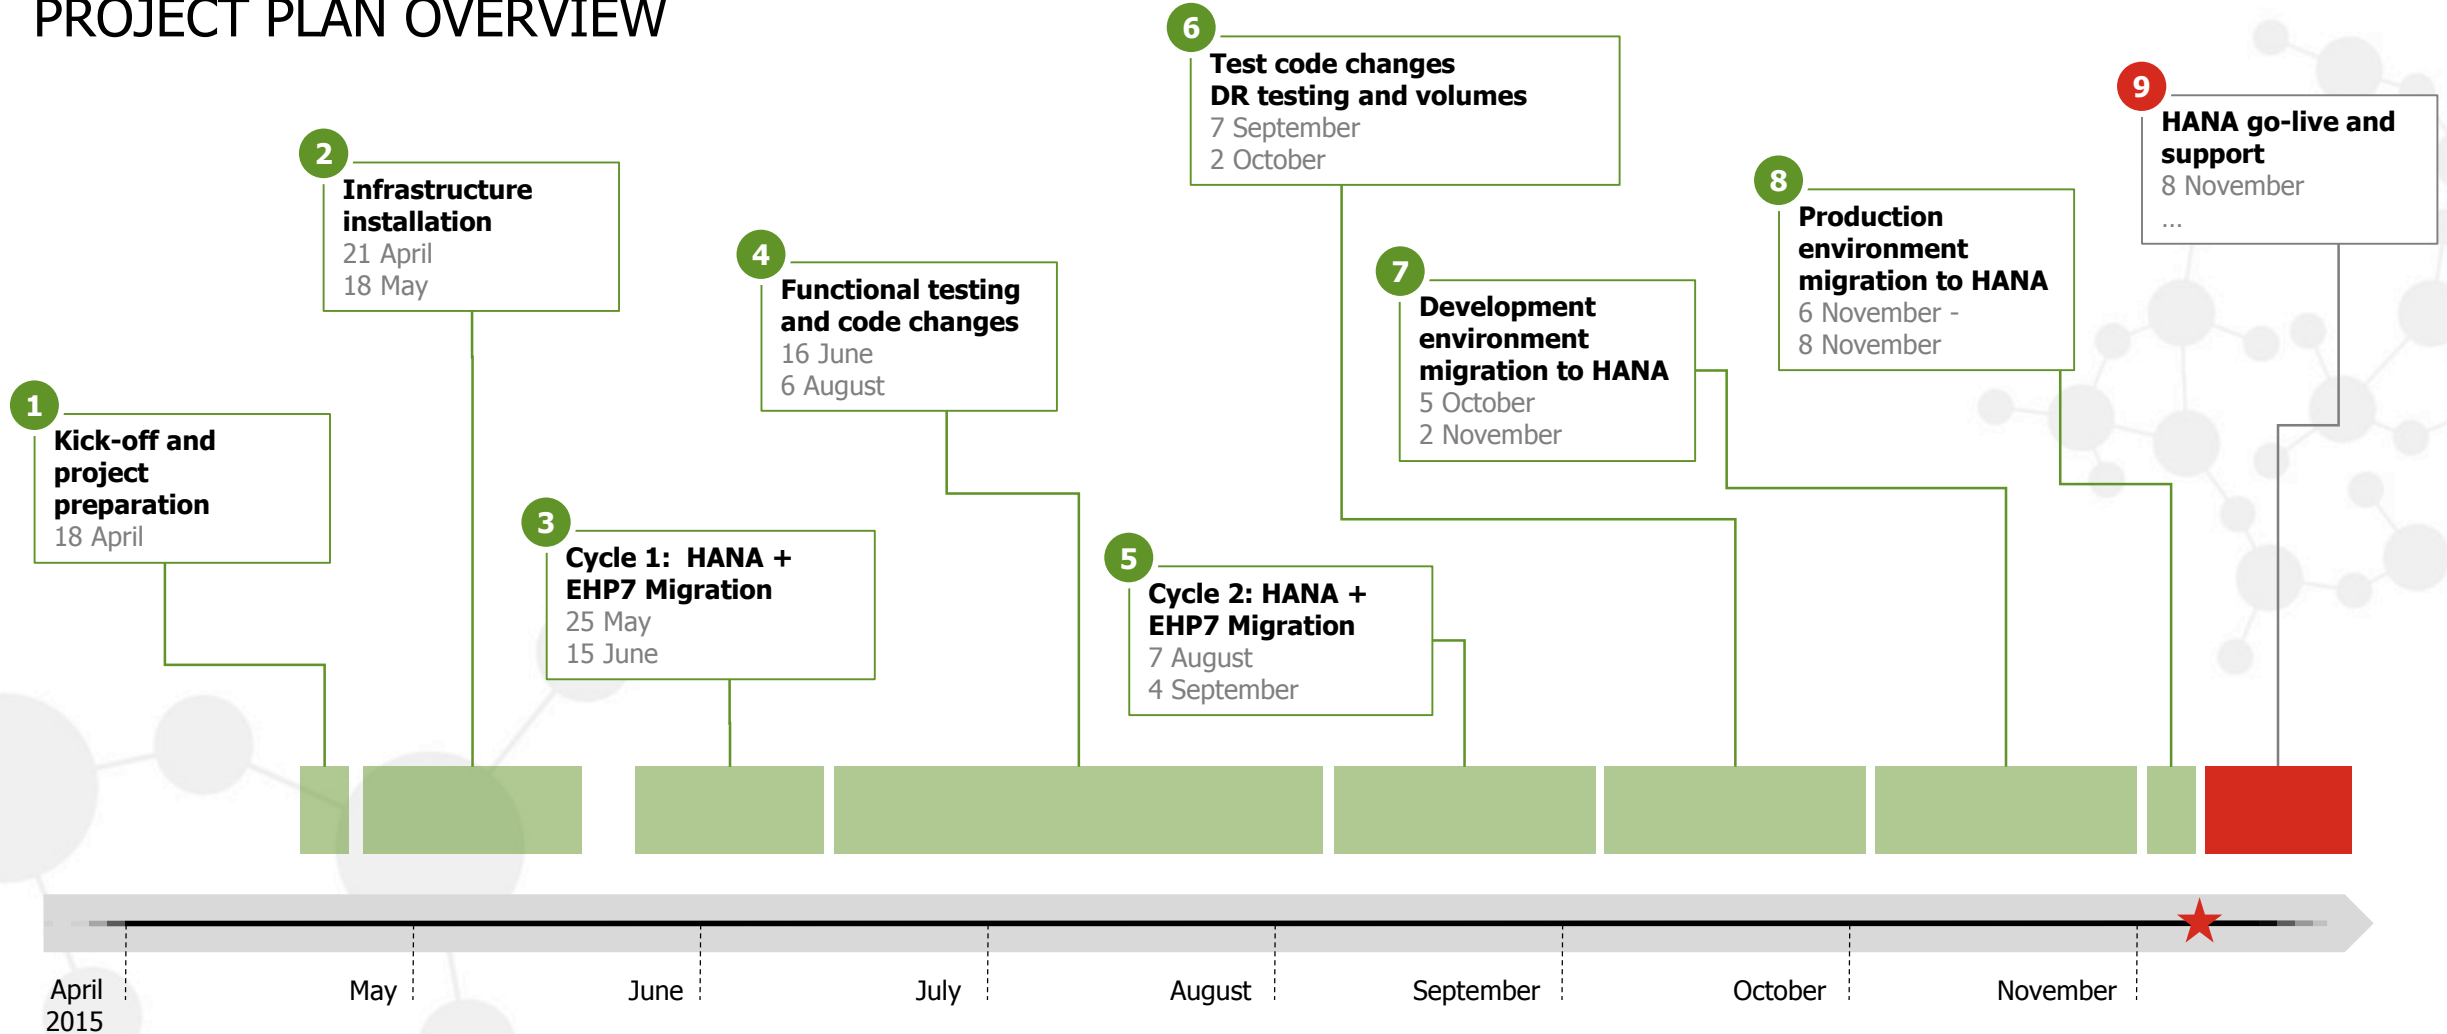 PROJECT PLAN OVERVIEW
1
Kick-off and
project
preparation
18 April
2
Infrastructure
installation
21 April
18 May
3
Cycle 1:  HANA +
EHP7 Migration
25 May
15 June
4
Functional testing
and code changes
16 June
6 August
5
Cycle 2: HANA +
EHP7 Migration
7 August
4 September
6
Test code changes
DR testing and volumes
7 September
2 October
7
Development
environment
migration to HANA
5 October
2 November
8
Production
environment
migration to HANA
6 November -
8 November
9
HANA go-live and
support
8 November
...
April
2015
May
June
July
August
September
October
November